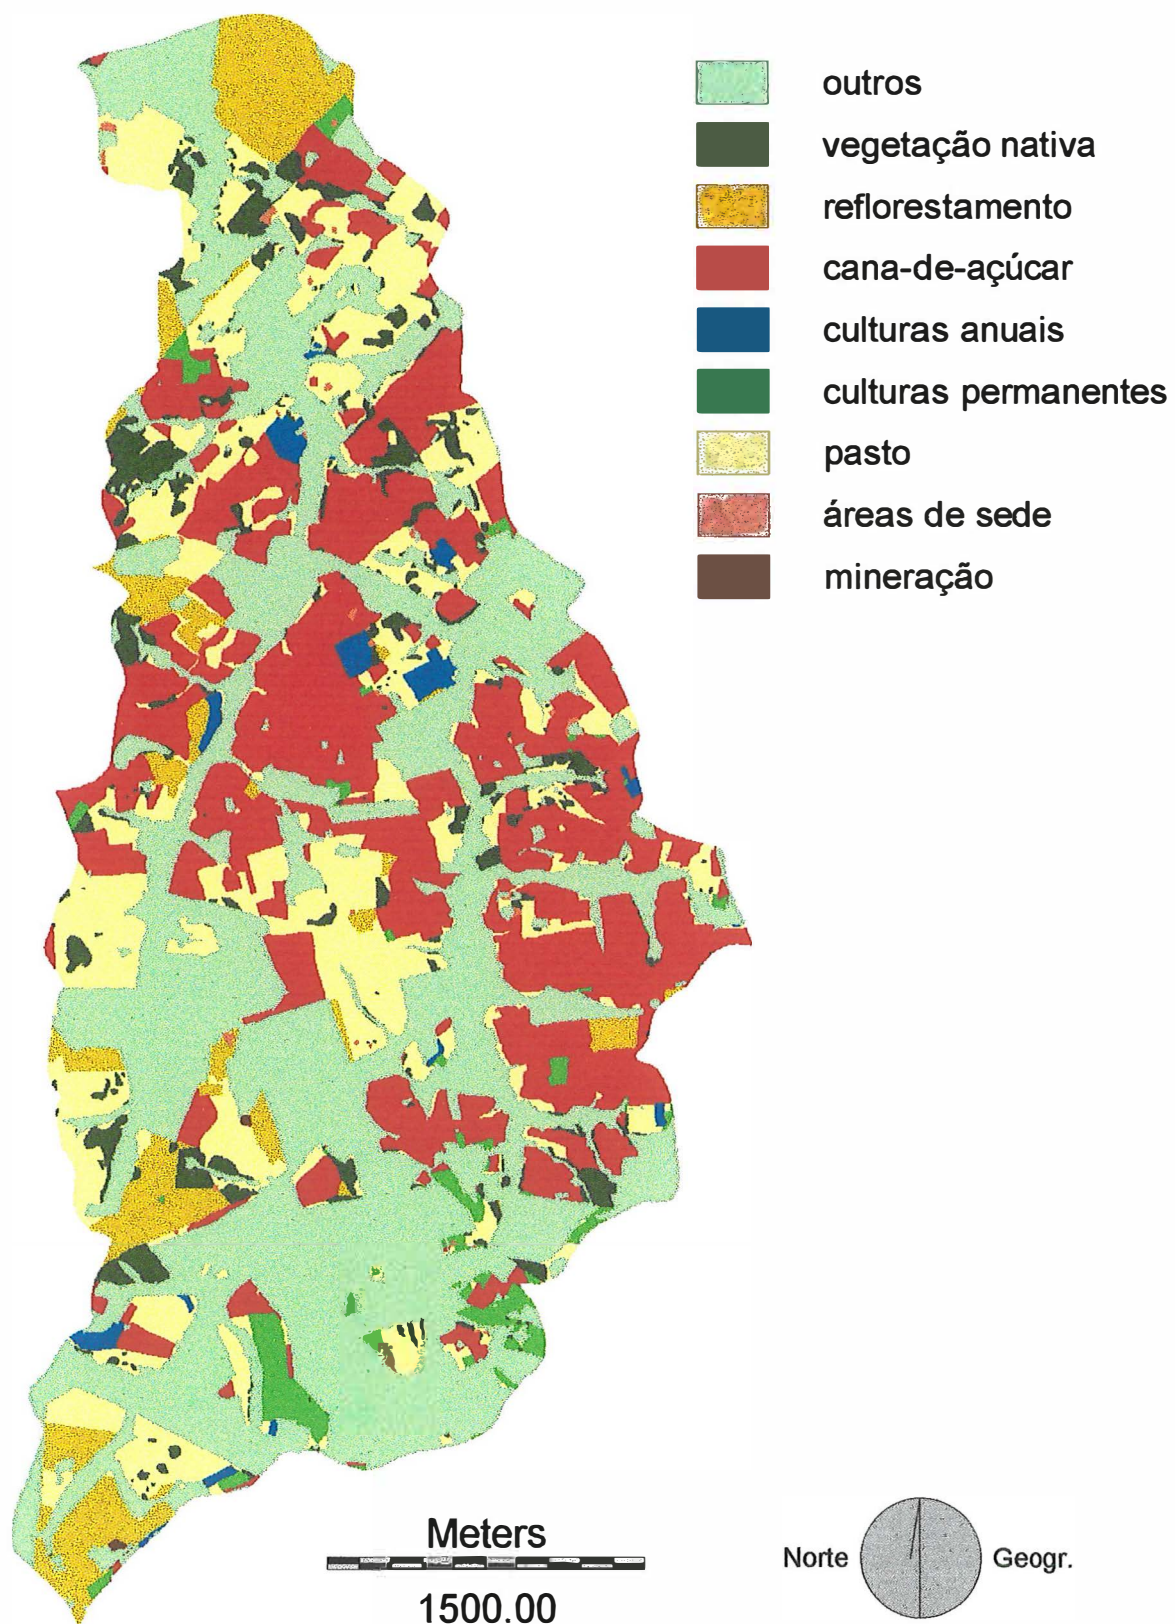 outros
vegetação nativa
reflorestamento
cana-de-açúcar
culturas anuais
culturas permanentes
pasto
áreas de sede
mineração
Meters
1500.00
Norte
Geogr.